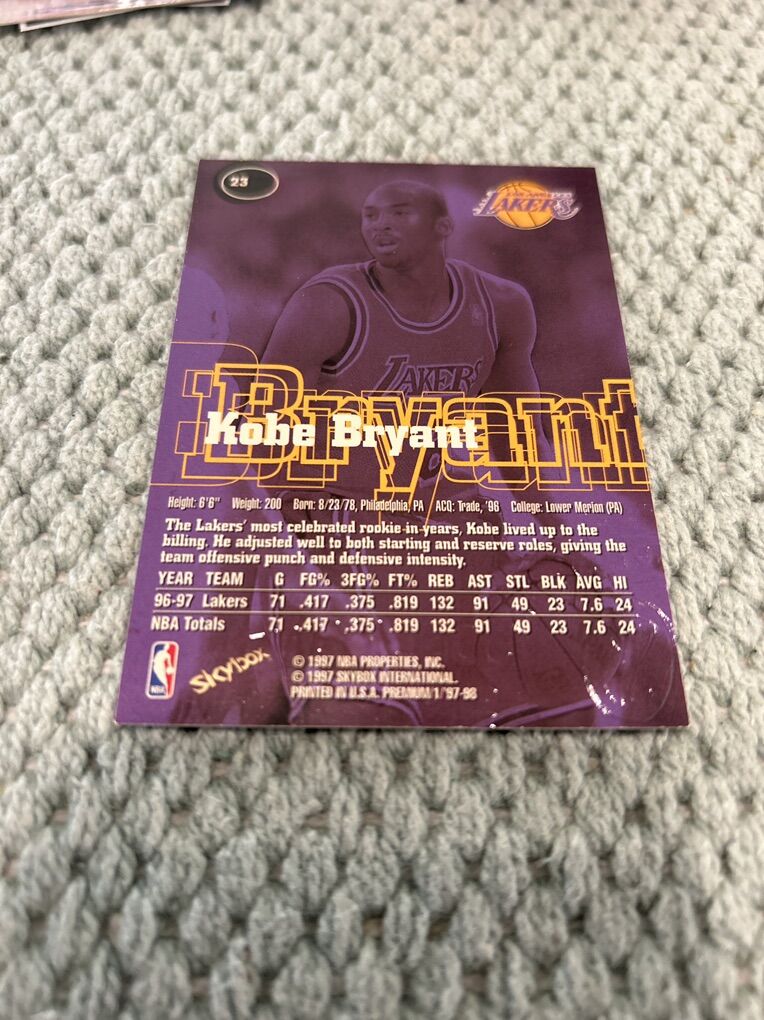 23
LAKERS
LAKERS
Bryant
Kobe Bryant
Height: 6'6" Weight: 200 Born: 8/23/78, Philadelphia, PA ACQ: Trade, '96 College: Lower Merion (PA)
The Lakers' most celebrated rookie in years, Kobe lived up to the
billing. He adjusted well to both starting and reserve roles, giving the
team offensive punch and defensive intensity.
YEAR TEAM G FG% 3FG% FT% REB AST STL BLK AVG HI
96-97 Lakers 71 .417 .375 .819 132 91 49 23 7.6 24
NBA Totals 71 .417 .375 .819 132 91 49 23 7.6 24
NBA
skybox
© 1997 NBA PROPERTIES, INC.
© 1997 SKYBOX INTERNATIONAL.
PRINTED IN U.S.A. PREMIUM/1/'97-98